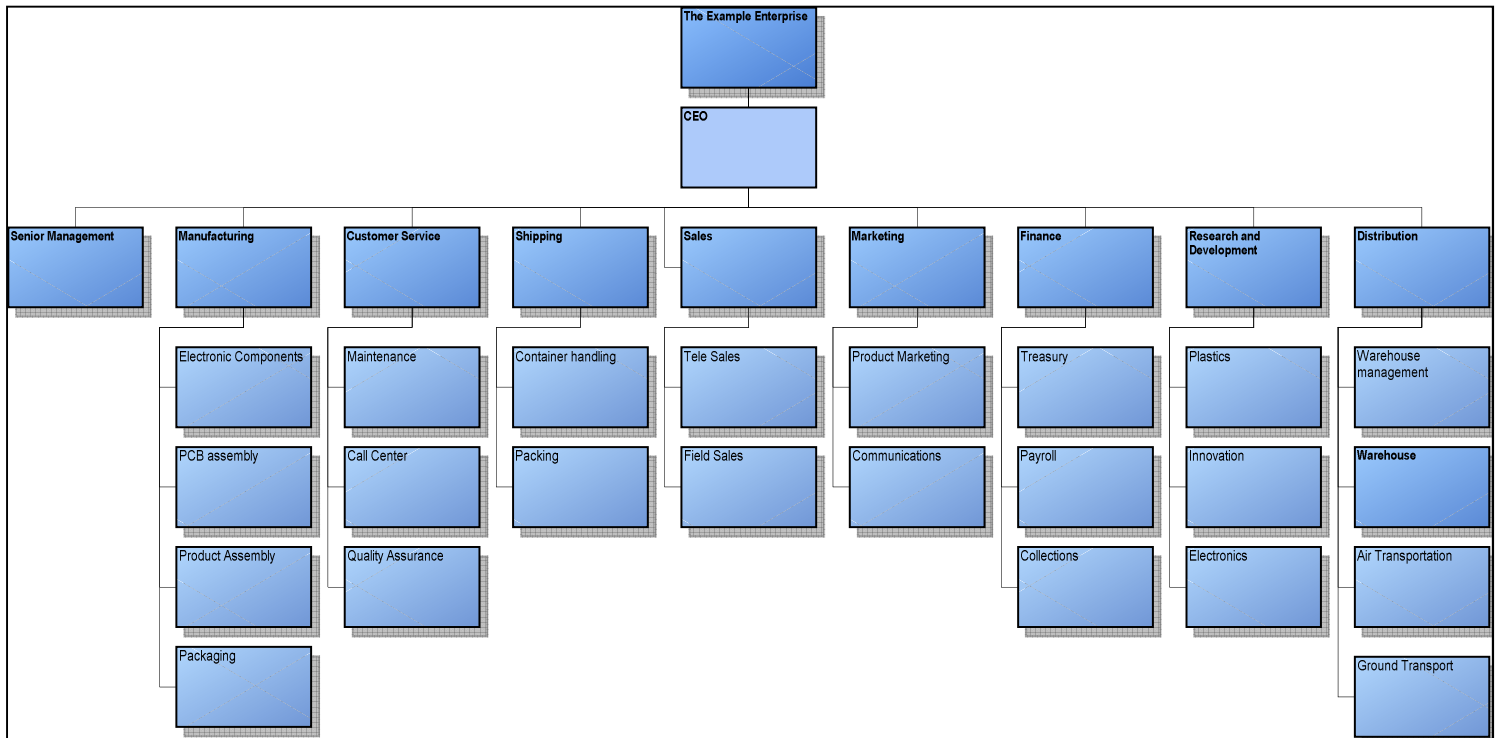 The Example Enterprise
CEO
Senior Management
Manufacturing
Customer Service
Shipping
Sales
Marketing
Finance
Research and
Development
Distribution
Electronic Components
Maintenance
Container handling
Tele Sales
Product Marketing
Treasury
Plastics
Warehouse
management
PCB assembly
Call Center
Packing
Field Sales
Communications
Payroll
Innovation
Warehouse
Product Assembly
Quality Assurance
Collections
Electronics
Air Transportation
Packaging
Ground Transport